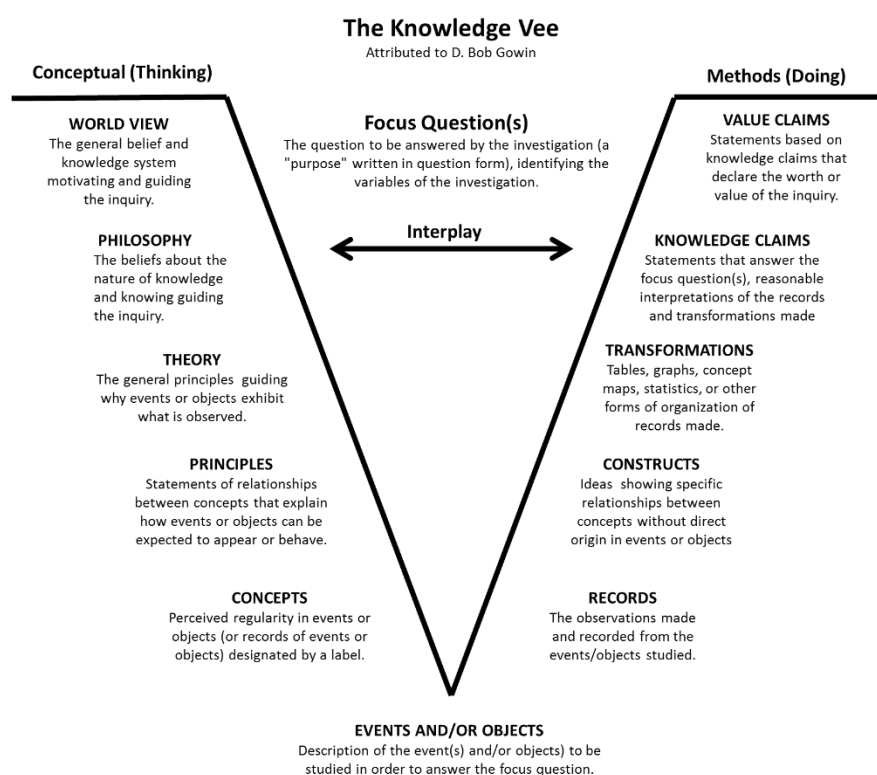 The Knowledge Vee
Attributed to D. Bob Gowin
Conceptual (Thinking)
WORLD VIEW
The general belief and
knowledge system
motivating and guiding
the inquiry.
PHILOSOPHY
The beliefs about the
nature of knowledge
and knowing guiding
the inquiry.
THEORY
The general principles guiding
why events or objects exhibit
what is observed.
PRINCIPLES
Statements of relationships
between concepts that explain
how events or objects can be
expected to appear or behave.
CONCEPTS
Perceived regularity in events or
objects (or records of events or
objects) designated by a label.
Focus Question(s)
The question to be answered by the investigation (a
"purpose" written in question form), identifying the
variables of the investigation.
Interplay
Methods (Doing)
VALUE CLAIMS
Statements based on
knowledge claims that
declare the worth or
value of the inquiry.
KNOWLEDGE CLAIMS
Statements that answer the
focus question(s), reasonable
interpretations of the records
and transformations made
TRANSFORMATIONS
Tables, graphs, concept
maps, statistics, or other
forms of organization of
records made.
CONSTRUCTS
Ideas showing specific
relationships between
concepts without direct
origin in events or objects
RECORDS
The observations made
and recorded from the
events/objects studied.
EVENTS AND/OR OBJECTS
Description of the event(s) and/or objects) to be
studied in order to answer the focus question.